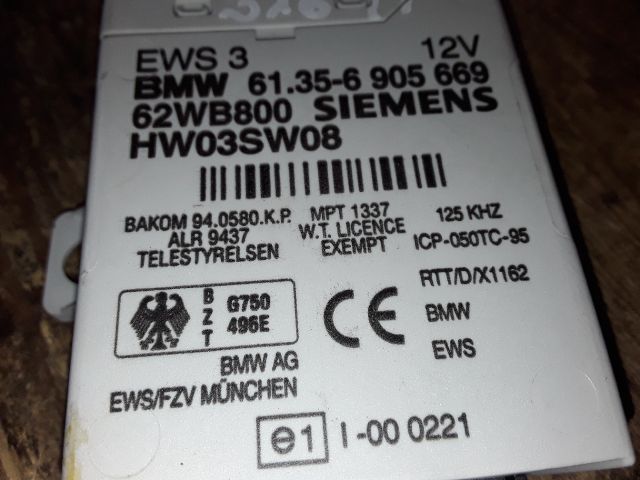 EWS 3 12V
BMW 61.35-6 905 669
62WB800 SIEMENS
HW03SW08
BAKOM 94.0580.K.P. MPT 1337 125 KHZ
ALR 9437 W.T. LICENCE ICP-050TC-95
TELESTYRELSEN EXEMPT
RTT/D/X1162
B Z T G750 496E
CE
BMW
BMW AG EWS
EWS/FZV MÜNCHEN
e1 I-00 0221